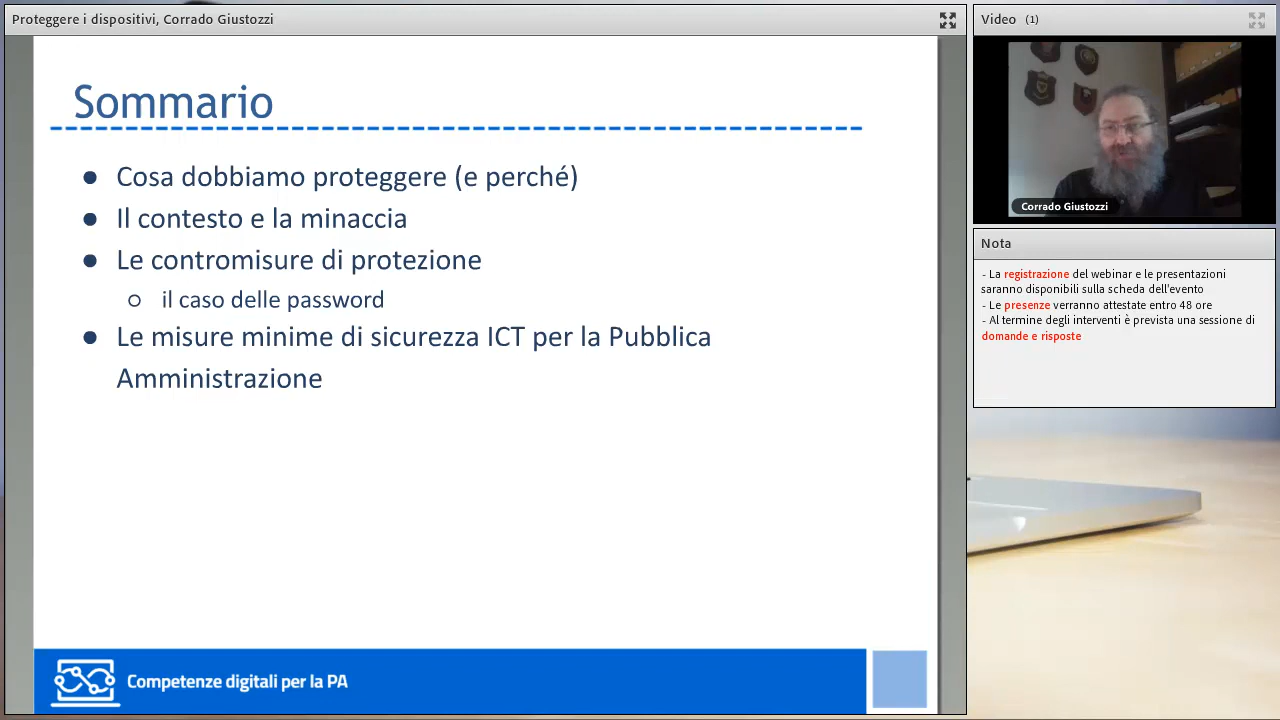 Proteggere i dispositivi, Corrado Giustozzi
Sommario
● Cosa dobbiamo proteggere (e perché)
● Il contesto e la minaccia
● Le contromisure di protezione
○ il caso delle password
● Le misure minime di sicurezza ICT per la Pubblica
Amministrazione
Competenze digitali per la PA
Video (1)
Corrado Giustozzi
Nota
- La registrazione del webinar e le presentazioni
saranno disponibili sulla scheda dell'evento
- Le presenze verranno attestate entro 48 ore
- Al termine degli interventi è prevista una sessione di
domande e risposte